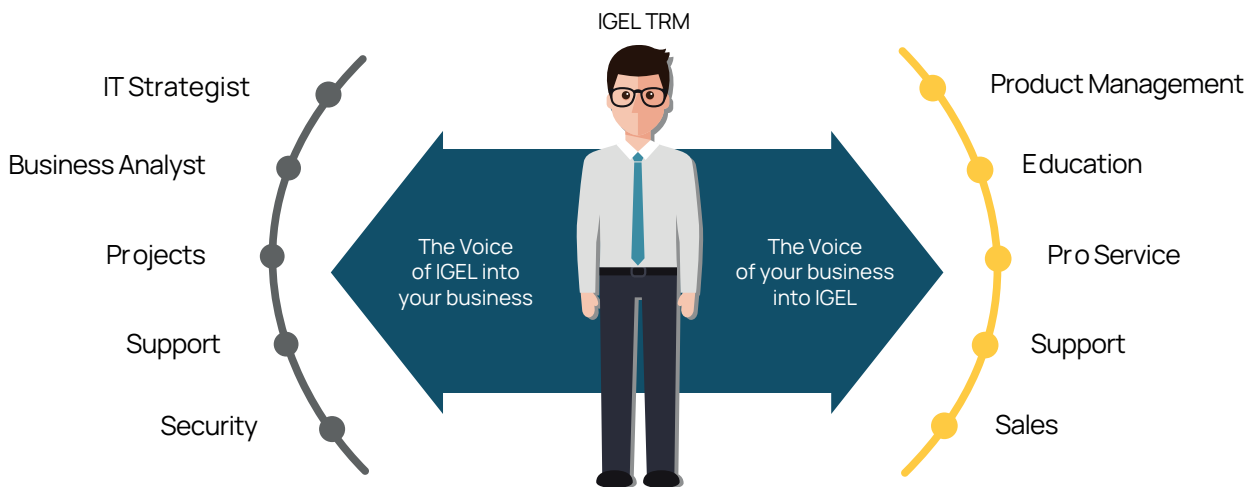 IGEL TRM
IT Strategist
Business Analyst
Projects
Support
Security
The Voice
of IGEL into
your business
The Voice
of your business
into IGEL
Product Management
Education
Pro Service
Support
Sales